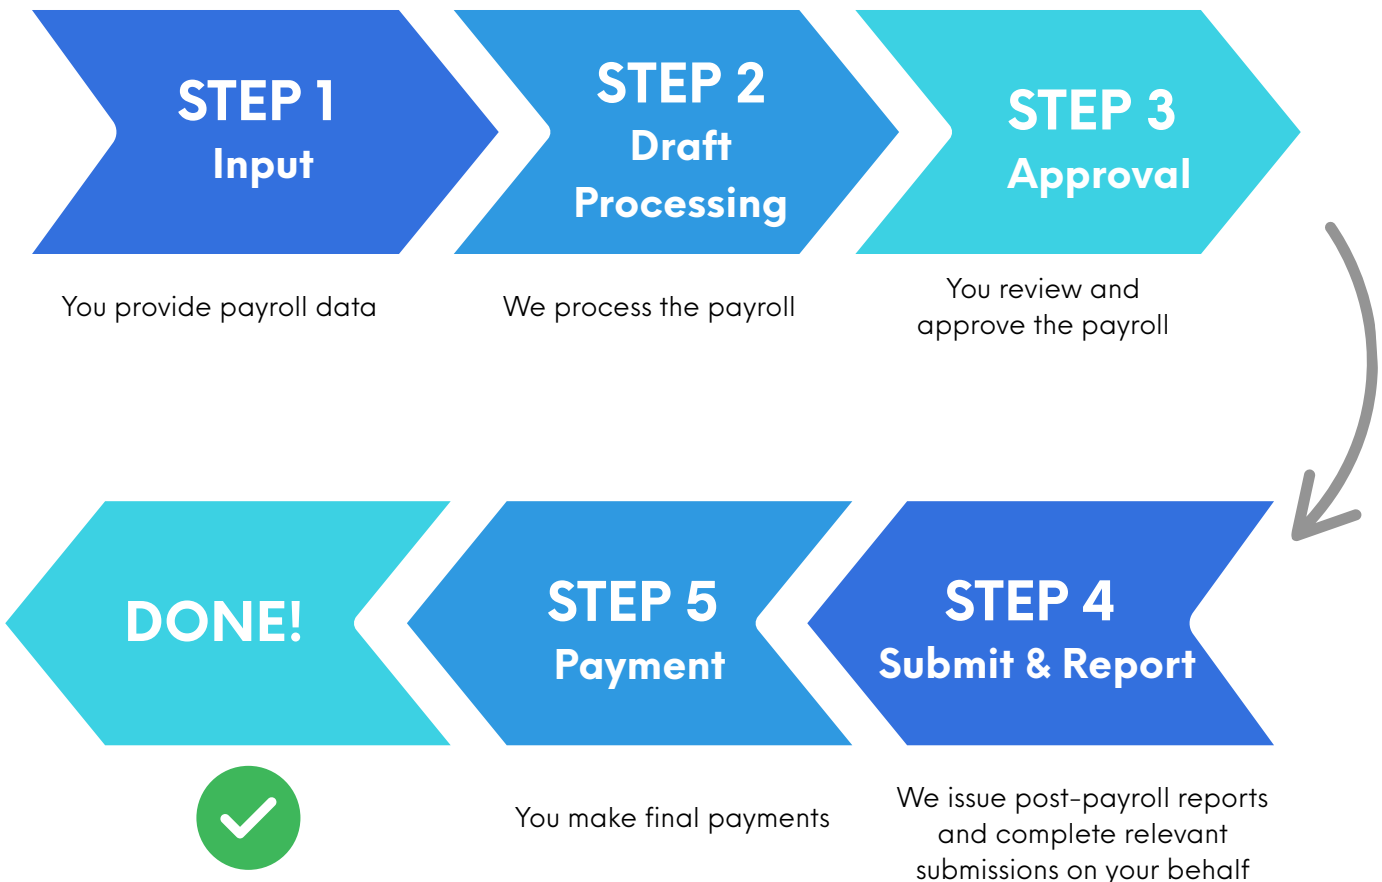 STEP 1
Input
You provide payroll data
STEP 2
Draft
Processing
We process the payroll
STEP 3
Approval
You review and
approve the payroll
STEP 4
Submit & Report
We issue post-payroll reports
and complete relevant
submissions on your behalf
STEP 5
Payment
You make final payments
DONE!